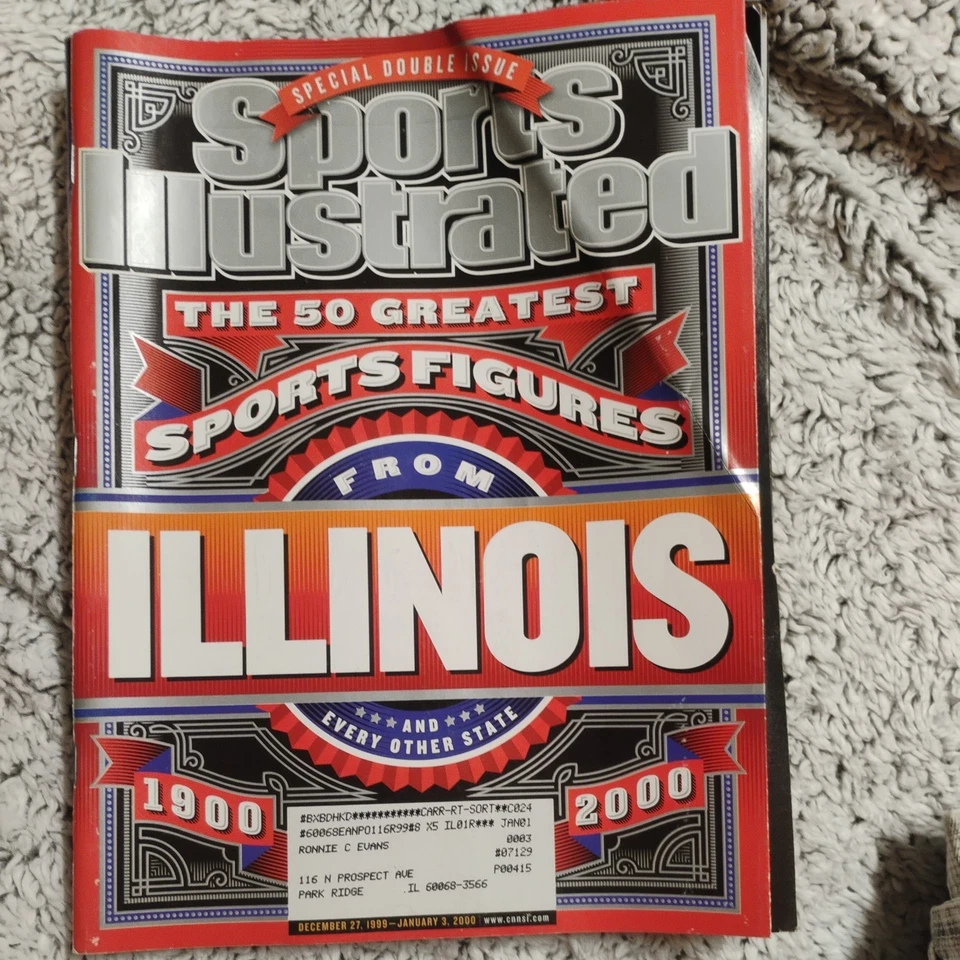 SPECIAL DOUBLE ISSUE
Sports
Illustrated
THE 50 GREATEST
SPORTS FIGURES
FROM
ILLINOIS
AND
EVERY OTHER STATE
1900
2000
#BXBDHKD***********CARR-RT-SORT**C024
#60068EANPO116R99#8 X5 IL01R*** JAN01
RONNIE C EVANS 0003
#07129
116 N PROSPECT AVE P00415
PARK RIDGE .IL 60068-3566
DECEMBER 27, 1999–JANUARY 3, 2000 www.cnnsi.com